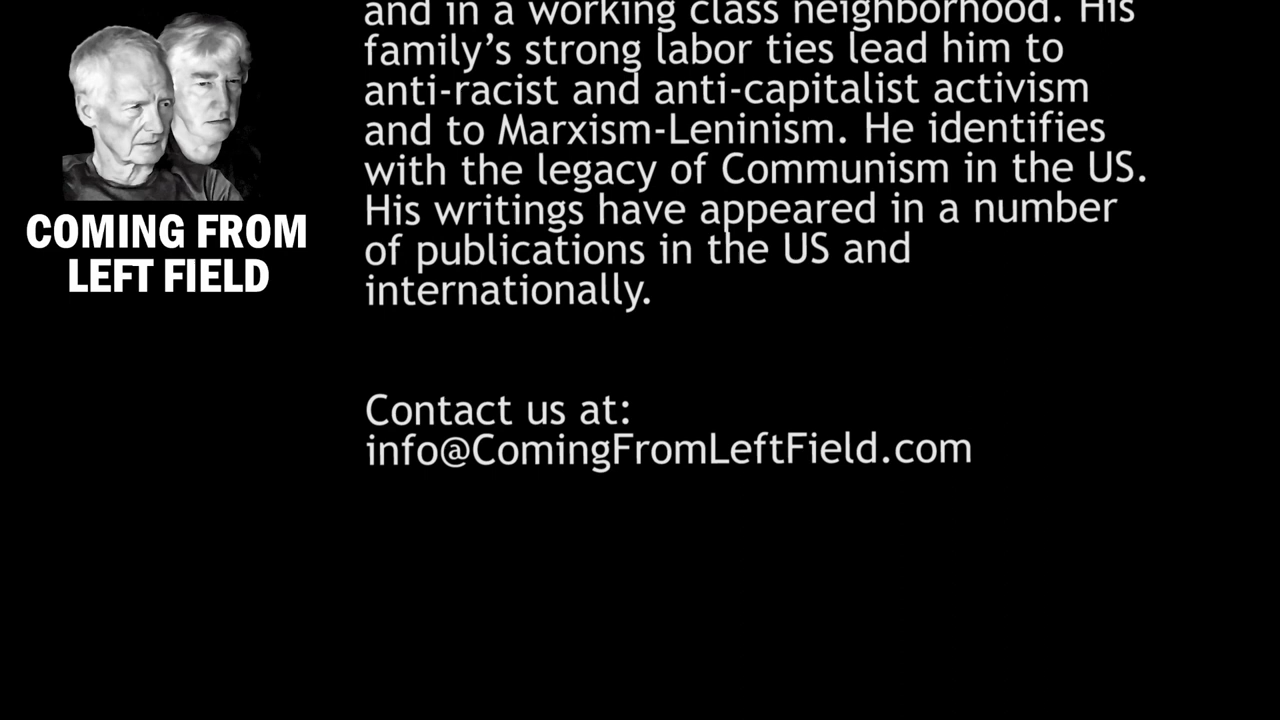 COMING FROM
LEFT FIELD
and in a working class neighborhood. His
family’s strong labor ties lead him to
anti-racist and anti-capitalist activism
and to Marxism-Leninism. He identifies
with the legacy of Communism in the US.
His writings have appeared in a number
of publications in the US and
internationally.
Contact us at:
info@ComingFromLeftField.com